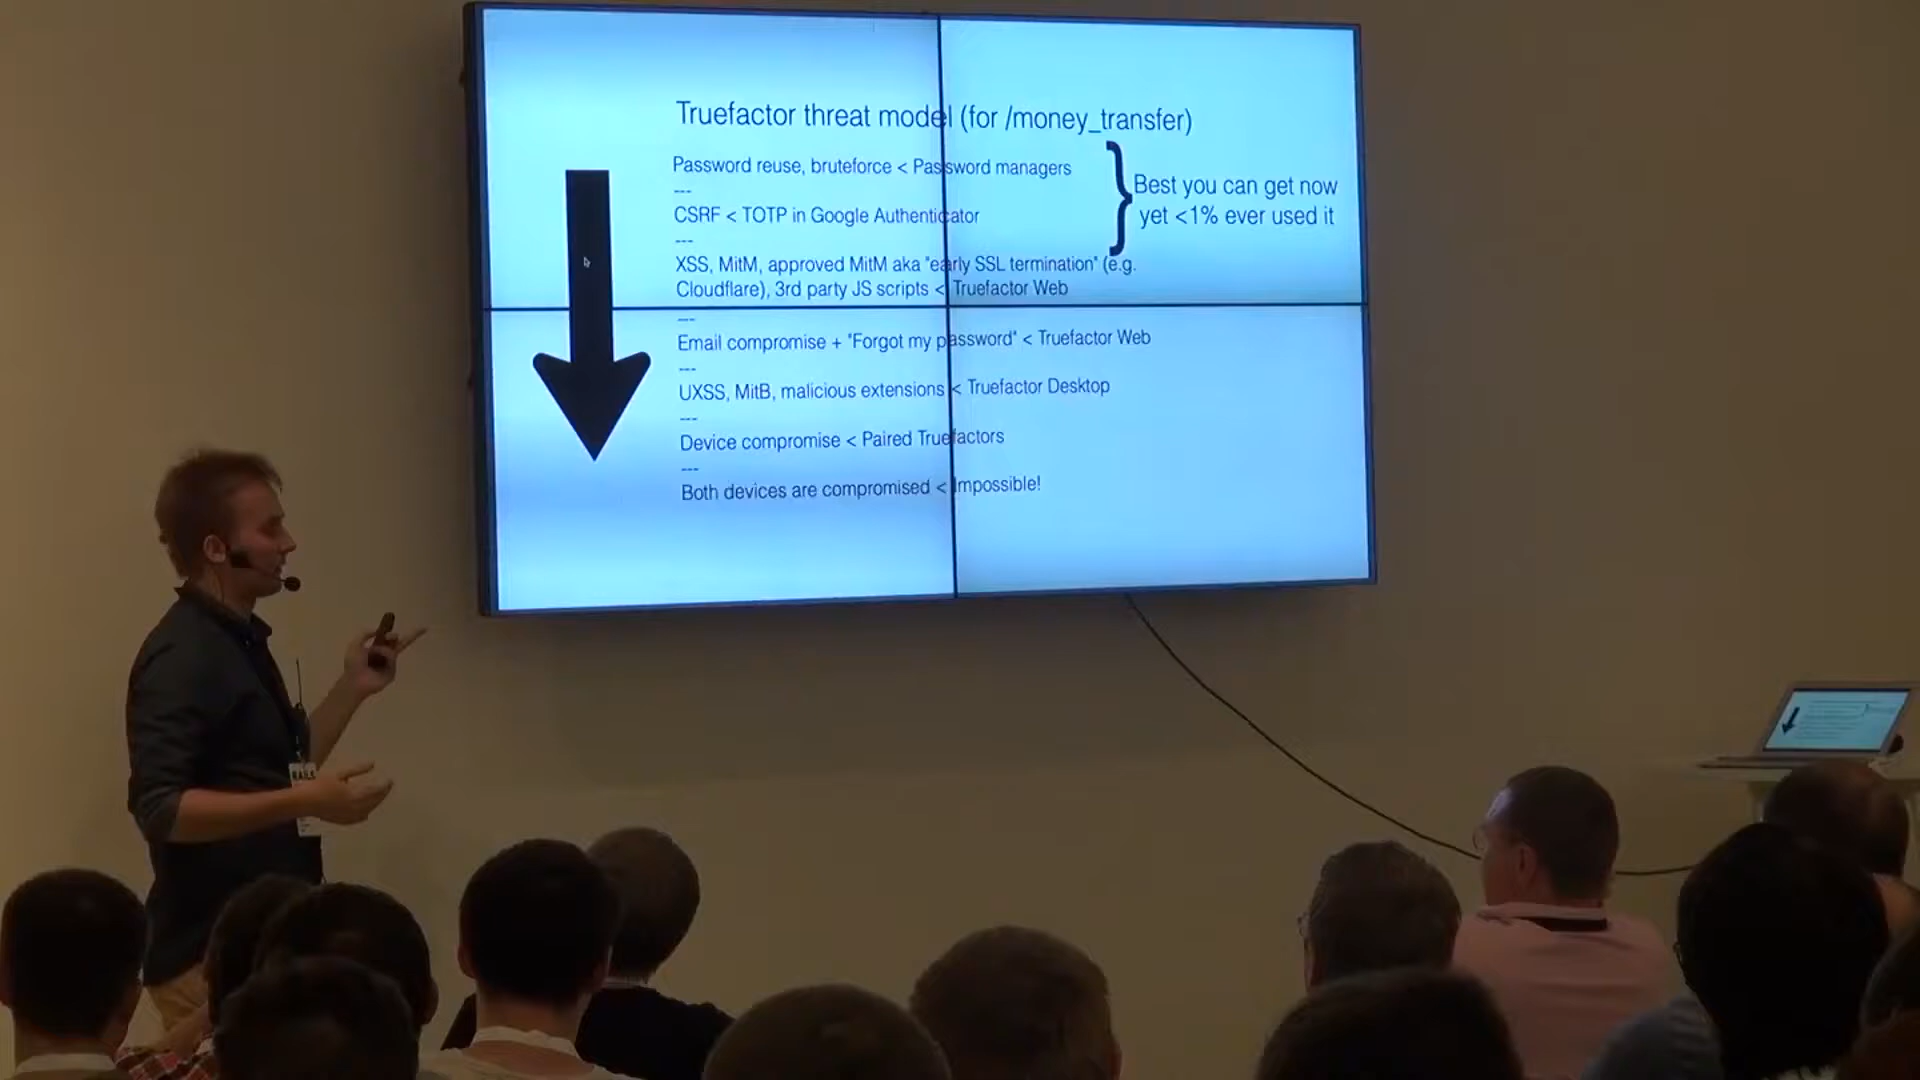 Truefactor threat model (for /money_transfer)
Password reuse, bruteforce < Password managers
---
CSRF < TOTP in Google Authenticator
---
XSS, MitM, approved MitM aka "early SSL termination" (e.g.
Cloudflare), 3rd party JS scripts < Truefactor Web
---
Email compromise + "Forgot my password" < Truefactor Web
---
UXSS, MitB, malicious extensions < Truefactor Desktop
---
Device compromise < Paired Truefactors
---
Both devices are compromised < Impossible!
Best you can get now
yet <1% ever used it